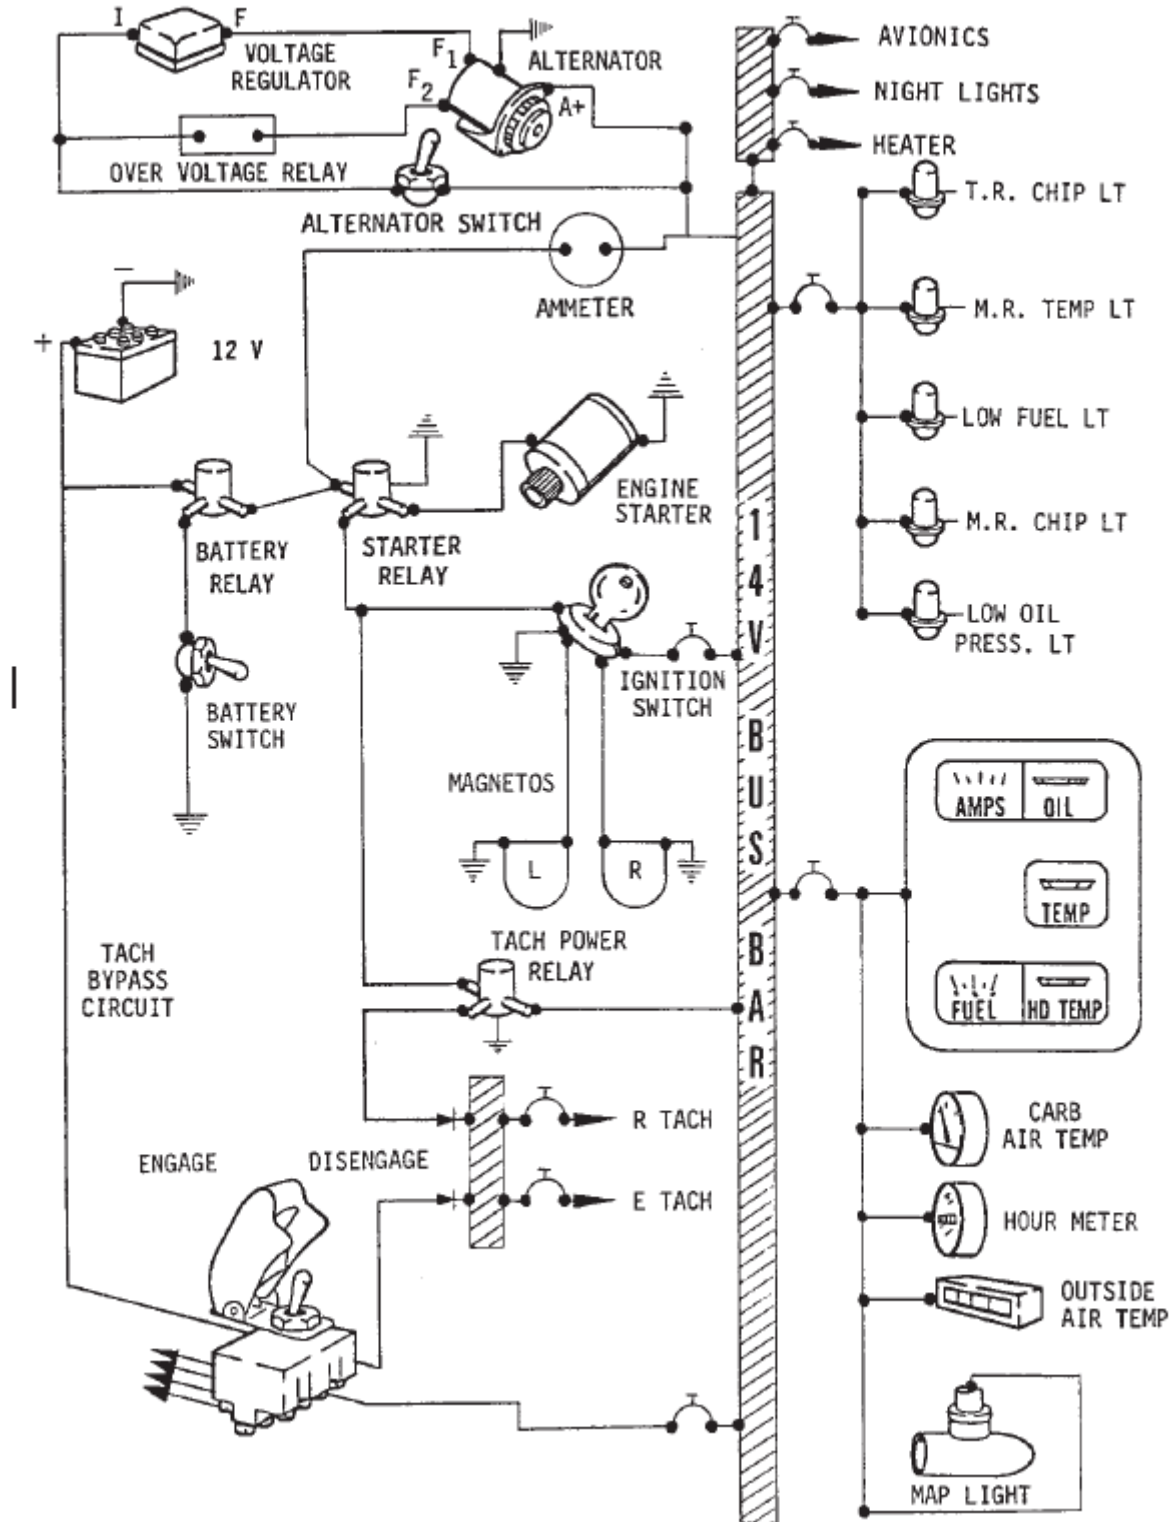 I
F
VOLTAGE
REGULATOR
F1
F2
ALTERNATOR
A+
OVER VOLTAGE RELAY
ALTERNATOR SWITCH
AVIONICS
NIGHT LIGHTS
HEATER
T.R. CHIP LT
M.R. TEMP LT
LOW FUEL LT
M.R. CHIP LT
LOW OIL
PRESS. LT
AMMETER
–
+
12 V
ENGINE
STARTER
BATTERY
RELAY
STARTER
RELAY
BATTERY
SWITCH
IGNITION
SWITCH
MAGNETOS
L
R
14V BUS BAR
TACH POWER
RELAY
TACH
BYPASS
CIRCUIT
R TACH
E TACH
ENGAGE
DISENGAGE
AMPS
OIL
TEMP
FUEL
HD TEMP
CARB
AIR TEMP
HOUR METER
OUTSIDE
AIR TEMP
MAP LIGHT